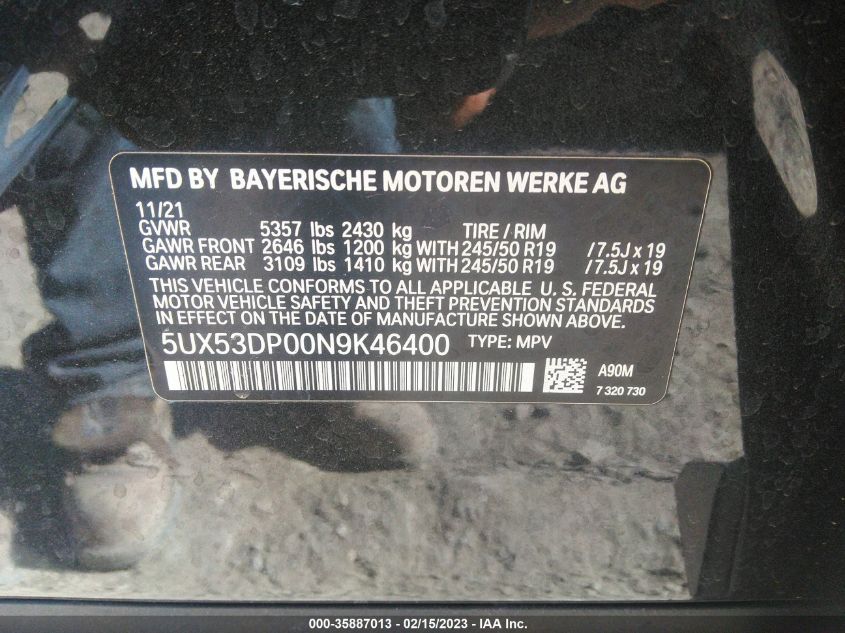 MFD BY BAYERISCHE MOTOREN WERKE AG
11/21
GVWR 5357 lbs 2430 kg TIRE / RIM
GAWR FRONT 2646 lbs 1200 kg WITH 245/50 R19 / 7.5J x 19
GAWR REAR 3109 lbs 1410 kg WITH 245/50 R19 / 7.5J x 19
THIS VEHICLE CONFORMS TO ALL APPLICABLE U. S. FEDERAL
MOTOR VEHICLE SAFETY AND THEFT PREVENTION STANDARDS
IN EFFECT ON THE DATE OF MANUFACTURE SHOWN ABOVE.
5UX53DP00N9K46400 TYPE: MPV
A90M
7 320 730
000-35887013 - 02/15/2023 - IAA Inc.